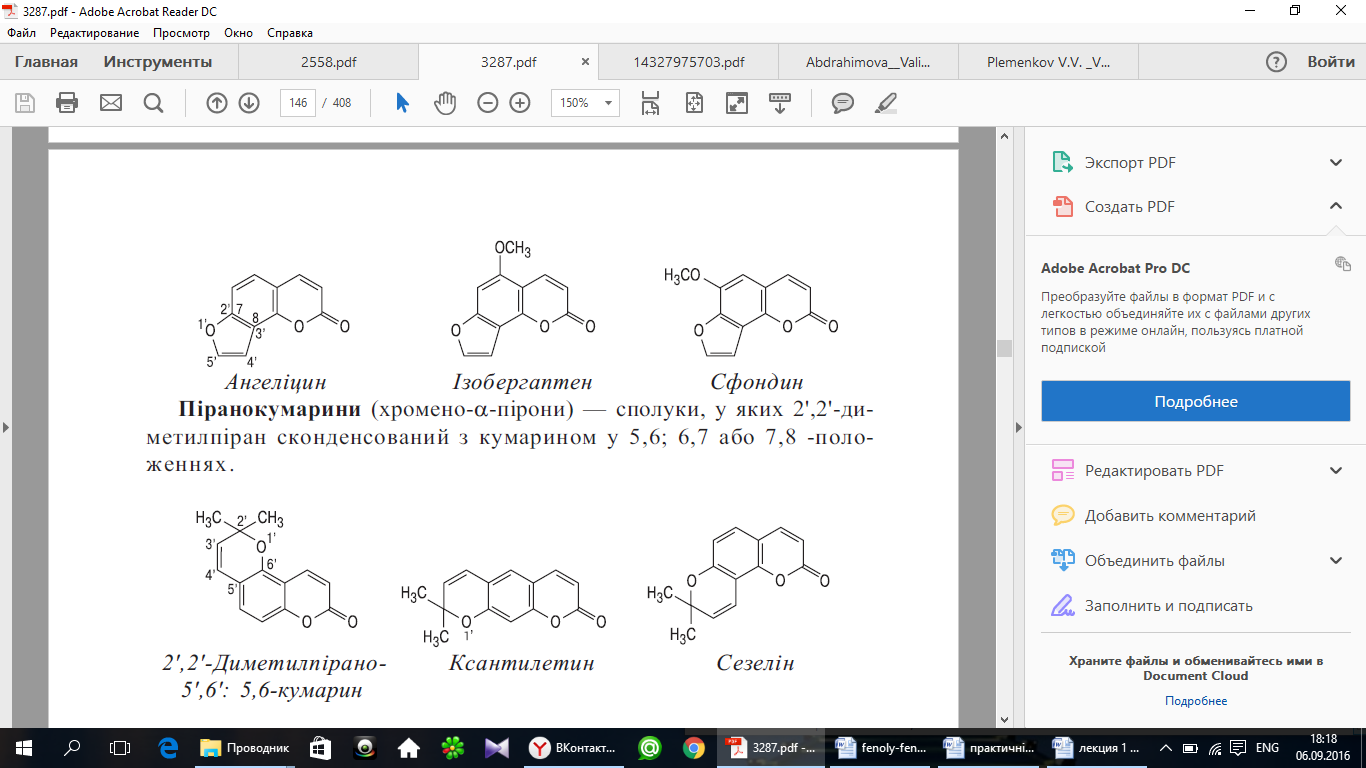 3287.pdf - Adobe Acrobat Reader DC
Файл Редактирование Просмотр Окно Справка
Главная Инструменты 2558.pdf 3287.pdf × 14327975703.pdf Abdrahimova__Vali... Plemenkov V.V. _V... Войти
146 / 408 150%
OCH3
H3CO
2' 7 8 1' O 3' 5' 4' O O
O O O
O O O
Ангеліцин Ізобергаптен Сфондин
Піранокумарини (хромено-α-пірони) — сполуки, у яких 2',2'-ди-
метилпіран сконденсований з кумарином у 5,6; 6,7 або 7,8 -поло-
женнях.
H3C 2' CH3
3' O 1' 4' 6' 5' O O
H3C H3C O 1' O O
O H3C H3C O O
2',2'-Диметилпірано- Ксантилетин Сезелін
5',6': 5,6-кумарин
Экспорт PDF
Создать PDF
Adobe Acrobat Pro DC
Преобразуйте файлы в формат PDF и с
легкостью объединяйте их с файлами других
типов в режиме онлайн, пользуясь платной
подпиской
Подробнее
Редактировать PDF
Добавить комментарий
Объединить файлы
Заполнить и подписать
Храните файлы и обменивайтесь ими в
Document Cloud
Подробнее
Проводник ВКонтакт... 3287.pdf -... fenoly-fen... практичні... лекция 1 ... ENG 18:18
06.09.2016